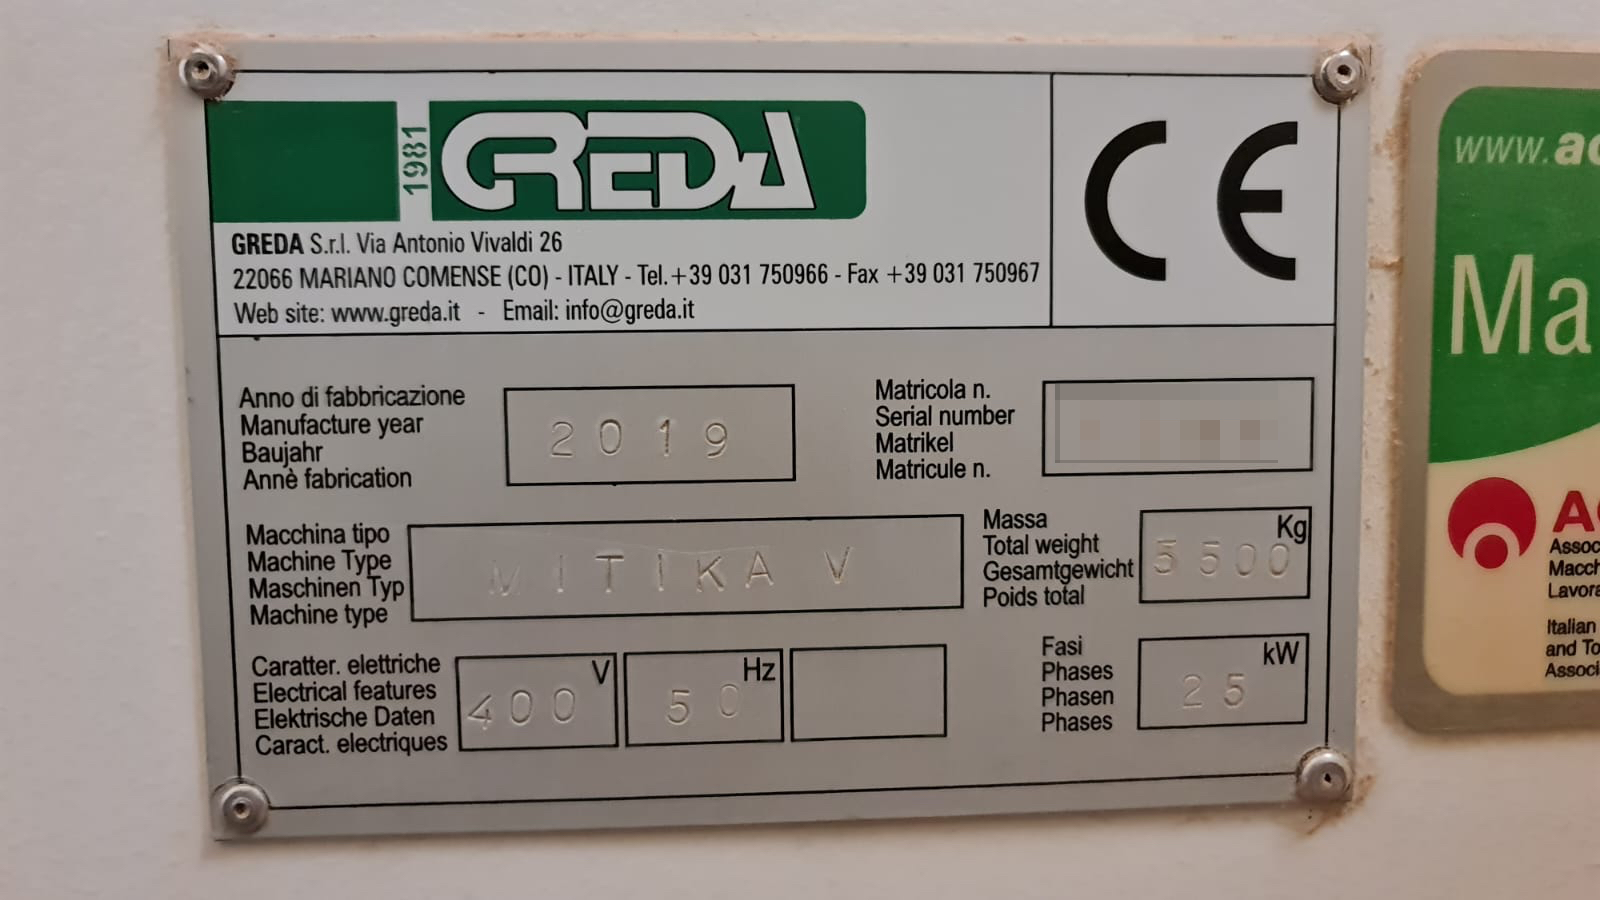 1981 GREDA
CE
GREDA S.r.l. Via Antonio Vivaldi 26
22066 MARIANO COMENSE (CO) - ITALY - Tel.+39 031 750966 - Fax +39 031 750967
Web site: www.greda.it - Email: info@greda.it
Anno di fabbricazione
Manufacture year
Baujahr
Annè fabrication
2019
Matricola n.
Serial number
Matrikel
Matricule n.
Macchina tipo
Machine Type
Maschinen Typ
Machine type
MITIKA V
Massa
Total weight
Gesamtgewicht
Poids total
5500 Kg
Caratter. elettriche
Electrical features
Elektrische Daten
Caract. electriques
400 V
50 Hz
Fasi
Phases
Phasen
Phases
25 kW
www.
Ma
Italian
and To